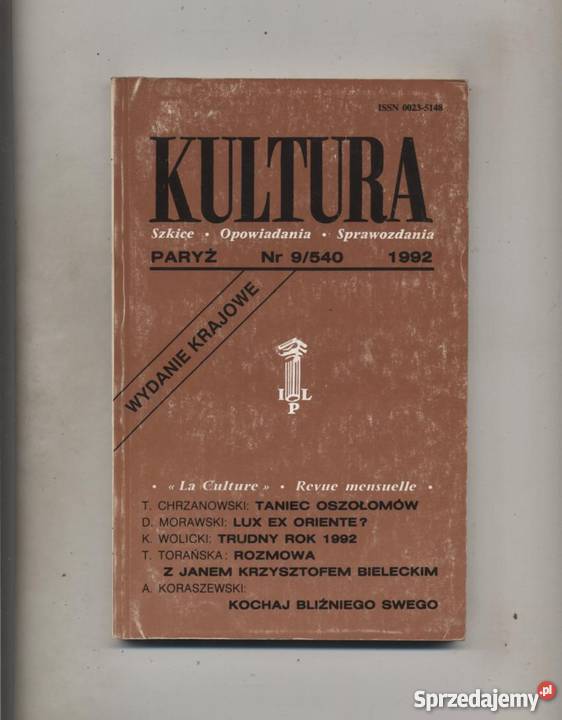 ISSN 0023-5148
KULTURA
Szkice • Opowiadania • Sprawozdania
PARYŻ Nr 9/540 1992
WYDANIE KRAJOWE
I L
P
• « La Culture » • Revue mensuelle •
T. CHRZANOWSKI: TANIEC OSZOŁOMÓW
D. MORAWSKI: LUX EX ORIENTE?
K. WOLICKI: TRUDNY ROK 1992
T. TORAŃSKA: ROZMOWA
Z JANEM KRZYSZTOFEM BIELECKIM
A. KORASZEWSKI:
KOCHAJ BLIŹNIEGO SWEGO
Sprzedajemy.pl